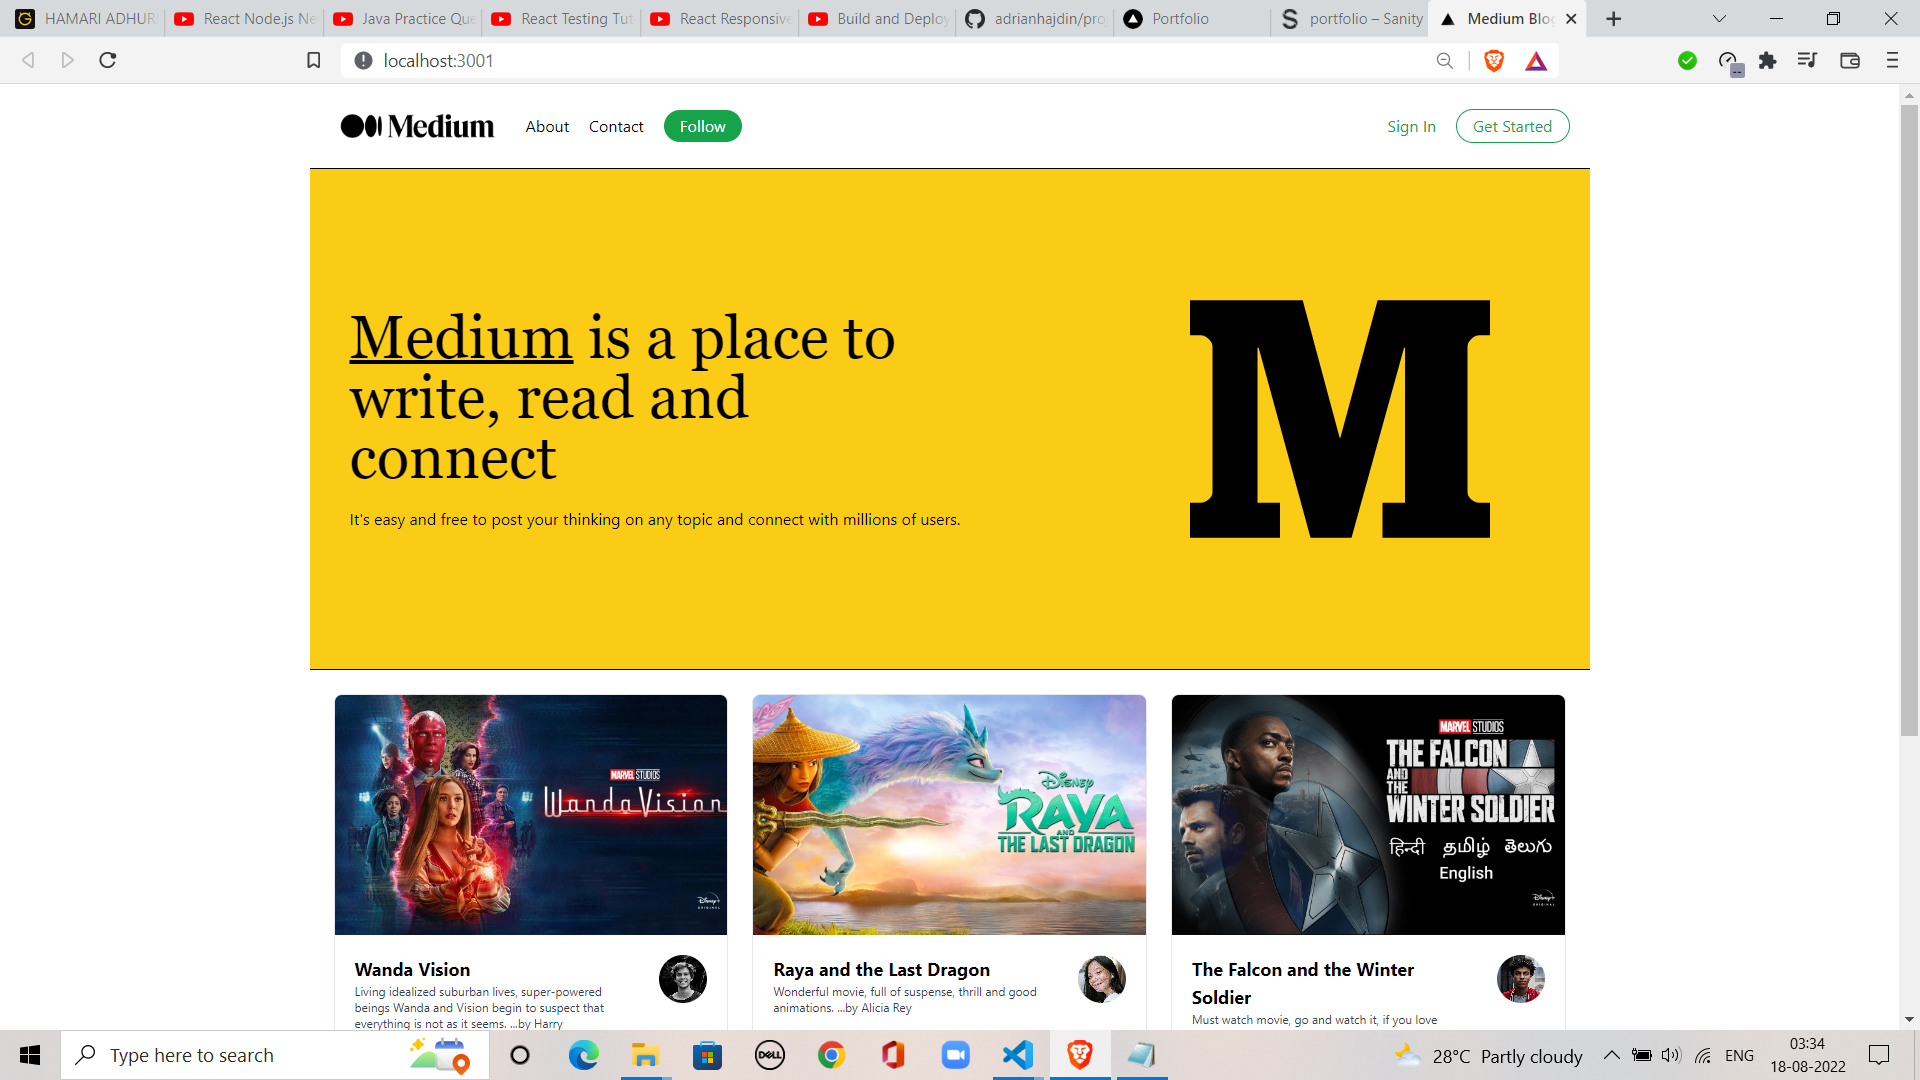 HAMARI ADHUR
React Node.js Ne
Java Practice Que
React Testing Tut
React Responsive
Build and Deploy
adrianhajdin/pro
Portfolio
portfolio – Sanity
Medium Blo
localhost:3001
Medium
About
Contact
Follow
Sign In
Get Started
Medium is a place to
write, read and
connect
It's easy and free to post your thinking on any topic and connect with millions of users.
M
MARVEL STUDIOS
WandaVision
Disney+
ORIGINAL
Disney
RAYA
AND
THE LAST DRAGON
MARVEL STUDIOS
THE FALCON
AND
THE
WINTER SOLDIER
हिन्दी தமிழ் తెలుగు
English
Disney+
ORIGINAL
Wanda Vision
Living idealized suburban lives, super-powered
beings Wanda and Vision begin to suspect that
everything is not as it seems. ...by Harry
Raya and the Last Dragon
Wonderful movie, full of suspense, thrill and good
animations. ...by Alicia Rey
The Falcon and the Winter
Soldier
Must watch movie, go and watch it, if you love
Type here to search
DELL
28°C Partly cloudy
ENG
03:34
18-08-2022